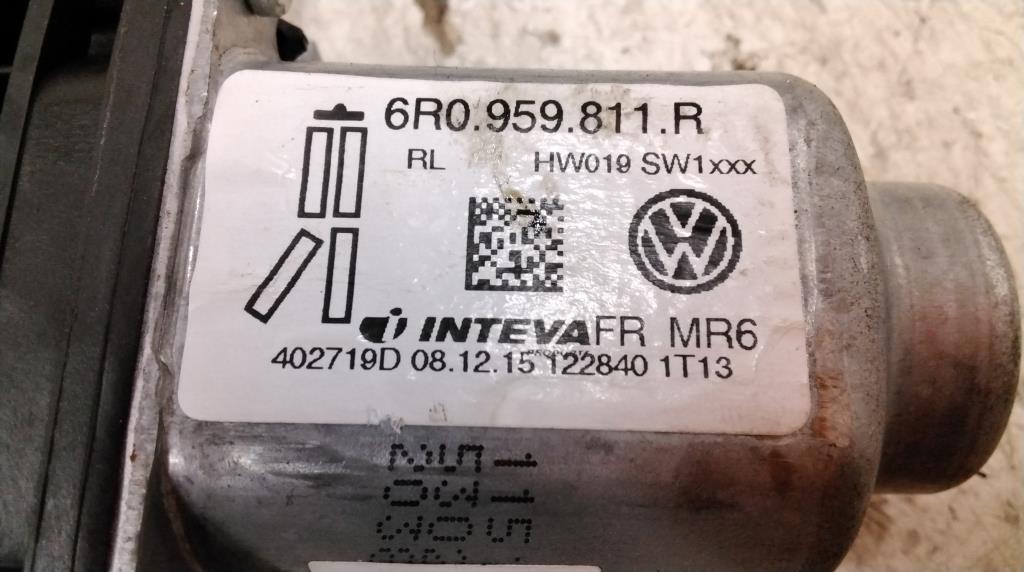 6R0.959.811.R
RL HW019 SW1xxx
INTEVA FR MR6
402719D 08.12.15 122840 1T13